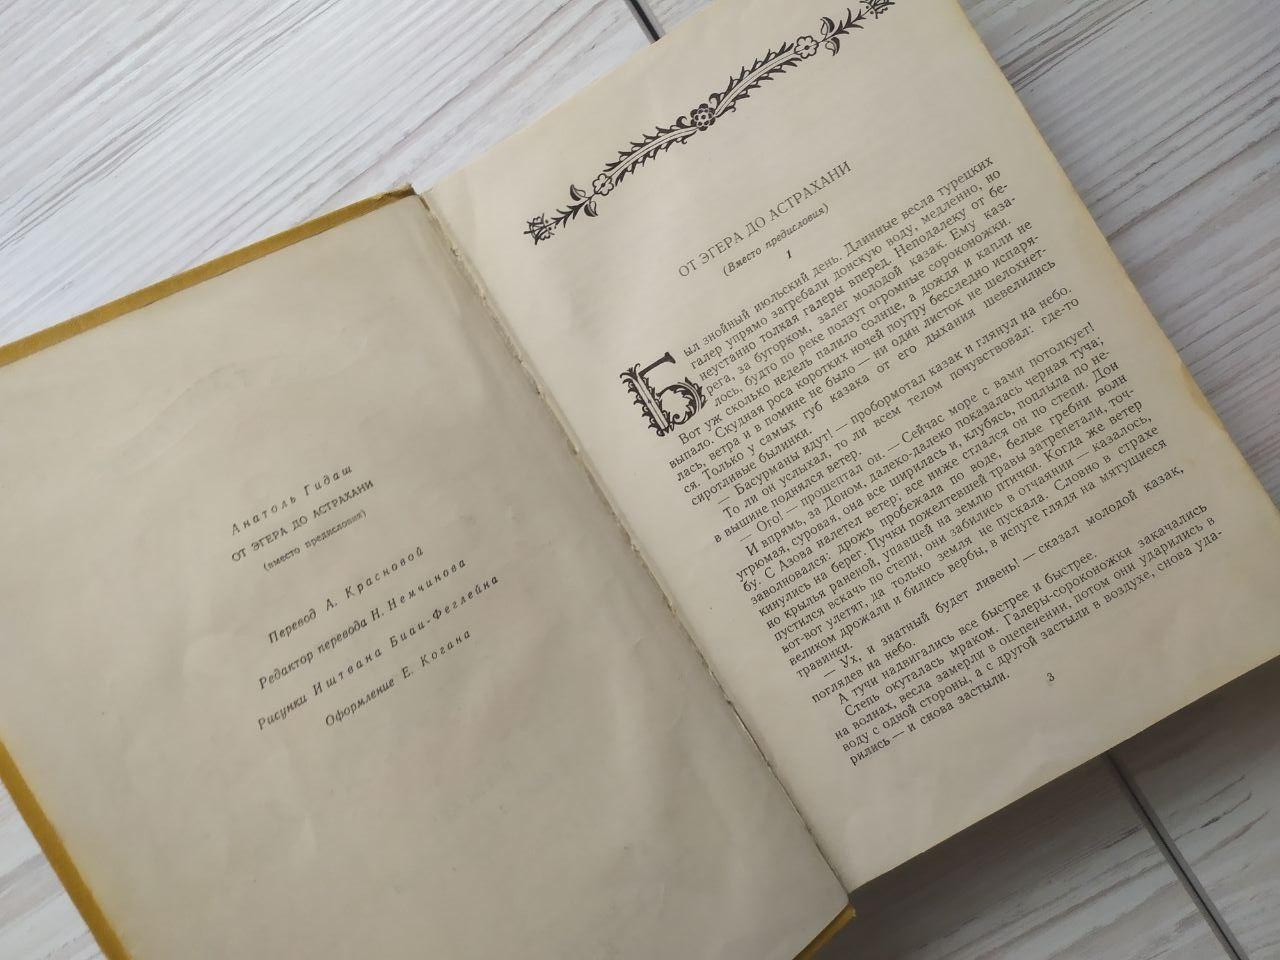 Анатоль Гидаш
ОТ ЭГЕРА ДО АСТРАХАНИ
(вместо предисловия)
Перевод А. Красновой
Редактор перевода Н. Немчинова
Рисунки Иштвана Биаи-Феглейна
Оформление Е. Когана
ОТ ЭГЕРА ДО АСТРАХАНИ
(Вместо предисловия)
1
Был знойный июльский день. Длинные весла турецких
галер упрямо загребали донскую воду, медленно, но
неустанно толкая галеры вперед. Неподалеку от бе-
рега, за бугорком, залег молодой казак. Ему каза-
лось, будто по реке ползут огромные сороконожки.
Вот уж сколько недель палило солнце, а дождя и капли не
выпало. Скудная роса коротких ночей поутру бесследно испаря-
лась, ветра и в помине не было — ни один листок не шелохнет-
ся. Только у самых губ казака от его дыхания шевелились
сиротливые былинки.
— Басурманы идут! — пробормотал казак и глянул на небо.
То ли он услыхал, то ли всем телом почувствовал: где-то
в вышине поднялся ветер.
— Ого! — прошептал он. — Сейчас море с вами потолкует!
И впрямь, за Доном, далеко-далеко показалась черная туча;
угрюмая, суровая, она все ширилась и, клубясь, поплыла по не-
бу. С Азова налетел ветер; все ниже стлался он по степи. Дон
заволновался: дрожь пробежала по воде, белые гребни волн
кинулись на берег. Пучки пожелтевшей травы затрепетали, точ-
но крылья раненой, упавшей на землю птички. Когда же ветер
пустился вскачь по степи, они забились в отчаянии — казалось,
вот-вот улетят, да только земля не пускала. Словно в страхе
великом дрожали и бились вербы, в испуге глядя на мятущиеся
травинки.
— Ух, и знатный будет ливень! — сказал молодой казак,
поглядев на небо.
А тучи надвигались все быстрее и быстрее.
Степь окуталась мраком. Галеры-сороконожки закачались
на волнах, весла замерли в оцепенении, потом они ударились в
воду с одной стороны, а с другой застыли в воздухе, снова уда-
рились — и снова застыли.
3